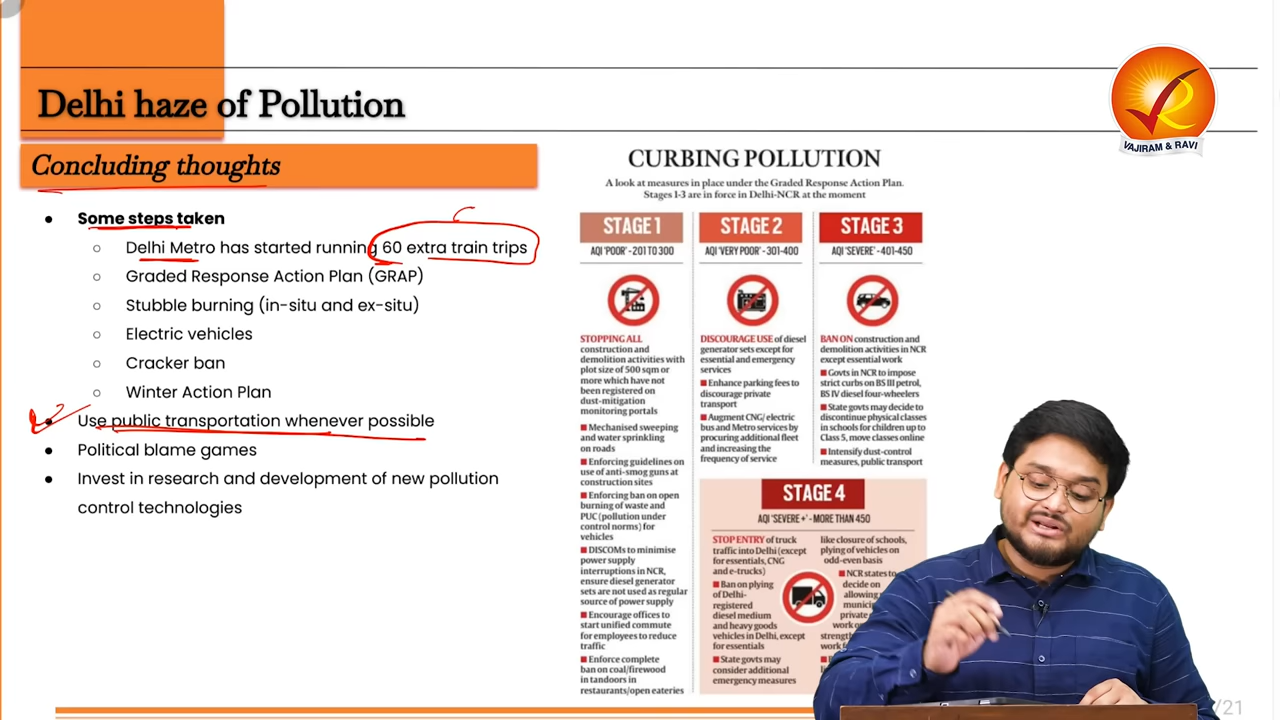 Delhi haze of Pollution
VAJIRAM & RAVI
Concluding thoughts
● Some steps taken
○ Delhi Metro has started running 60 extra train trips
○ Graded Response Action Plan (GRAP)
○ Stubble burning (in-situ and ex-situ)
○ Electric vehicles
○ Cracker ban
○ Winter Action Plan
● Use public transportation whenever possible
● Political blame games
● Invest in research and development of new pollution
control technologies
CURBING POLLUTION
A look at measures in place under the Graded Response Action Plan.
Stages 1-3 are in force in Delhi-NCR at the moment
STAGE 1
AQI 'POOR' - 201 TO 300
STOPPING ALL
construction and
demolition activities with
plot size of 500 sqm or
more which have not
been registered on
dust-mitigation
monitoring portals
■ Mechanised sweeping
and water sprinkling
on roads
■ Enforcing guidelines on
use of anti-smog guns at
construction sites
■ Enforcing ban on open
burning of waste and
PUC (pollution under
control norms) for
vehicles
■ DISCOMs to minimise
power supply
interruptions in NCR,
ensure diesel generator
sets are not used as regular
source of power supply
■ Encourage offices to
start unified commute
for employees to reduce
traffic
■ Enforce complete
ban on coal/firewood
in tandoors in
restaurants/open eateries
STAGE 2
AQI 'VERY POOR' - 301-400
DISCOURAGE USE of diesel
generator sets except for
essential and emergency
services
■ Enhance parking fees to
discourage private
transport
■ Augment CNG/ electric
bus and Metro services by
procuring additional fleet
and increasing the
frequency of service
STAGE 3
AQI 'SEVERE' - 401-450
BAN ON construction and
demolition activities in NCR
except essential work
■ Govts in NCR to impose
strict curbs on BS III petrol,
BS IV diesel four-wheelers
■ State govts may decide to
discontinue physical classes
in schools for children up to
Class 5, move classes online
■ Intensify dust-control
measures, public transport
STAGE 4
AQI 'SEVERE +' - MORE THAN 450
STOP ENTRY of truck
traffic into Delhi (except
for essentials, CNG
and e-trucks)
■ Ban on plying
of Delhi-
registered
diesel medium
and heavy goods
vehicles in Delhi, except
for essentials
■ State govts may
consider additional
emergency measures
like closure of schools,
plying of vehicles on
odd-even basis
■ NCR states to
decide on
allowing
private
/21